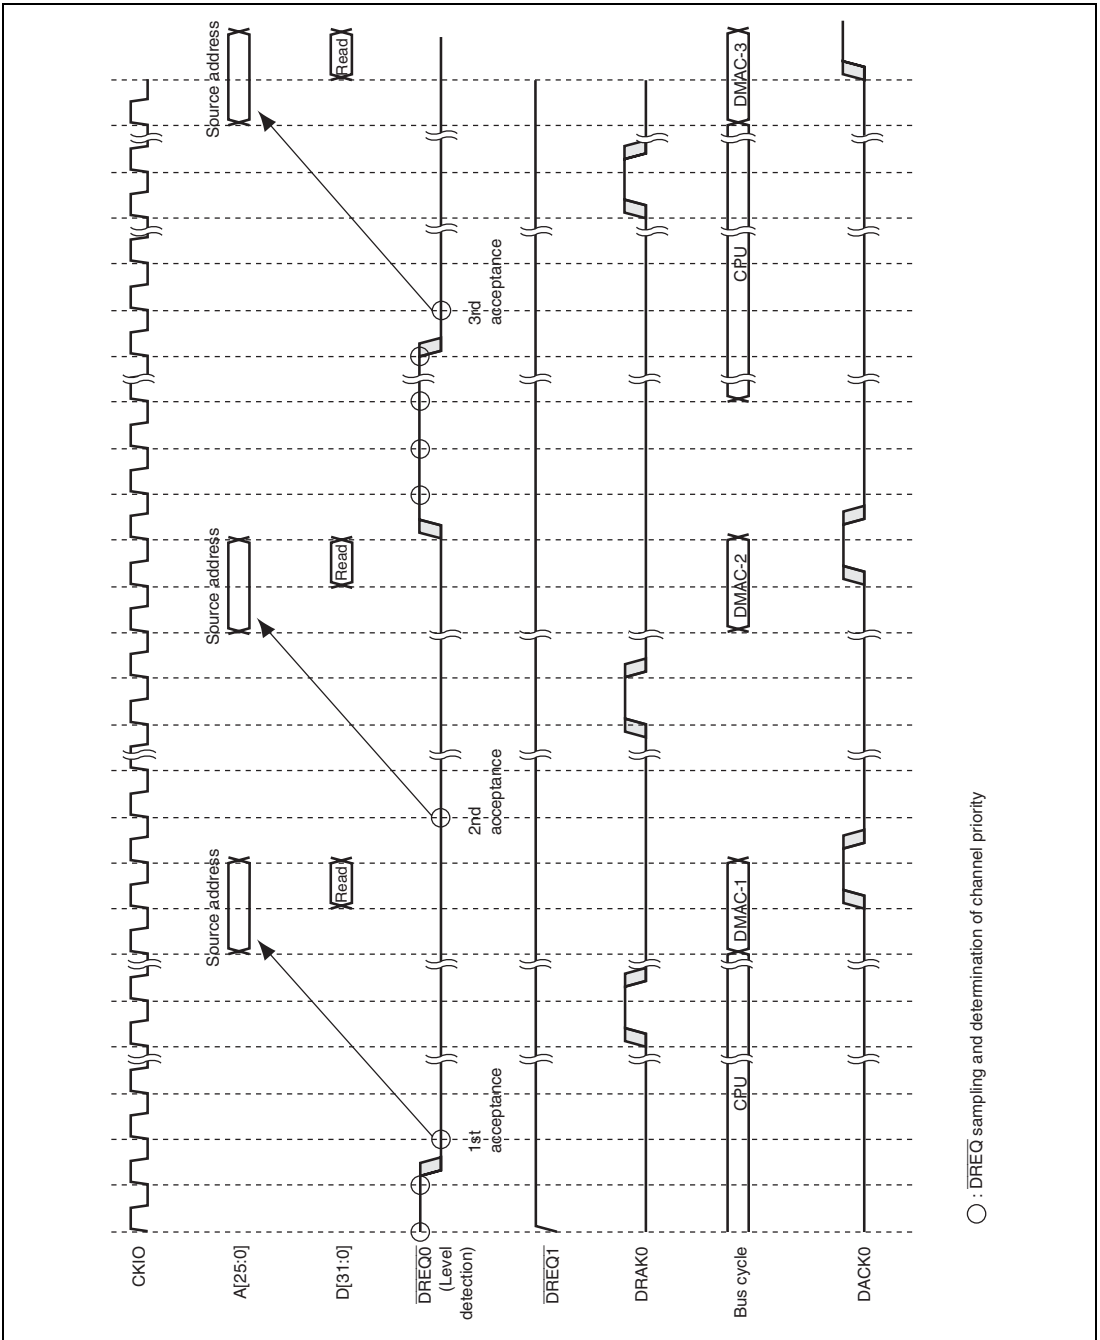 CKIO
Source address
Source address
Source address
A[25:0]
Read
Read
Read
D[31:0]
DREQ0
(Level
detection)
1st
acceptance
2nd
acceptance
3rd
acceptance
DREQ1
DRAK0
Bus cycle
CPU
DMAC-1
DMAC-2
CPU
DMAC-3
DACK0
: DREQ sampling and determination of channel priority